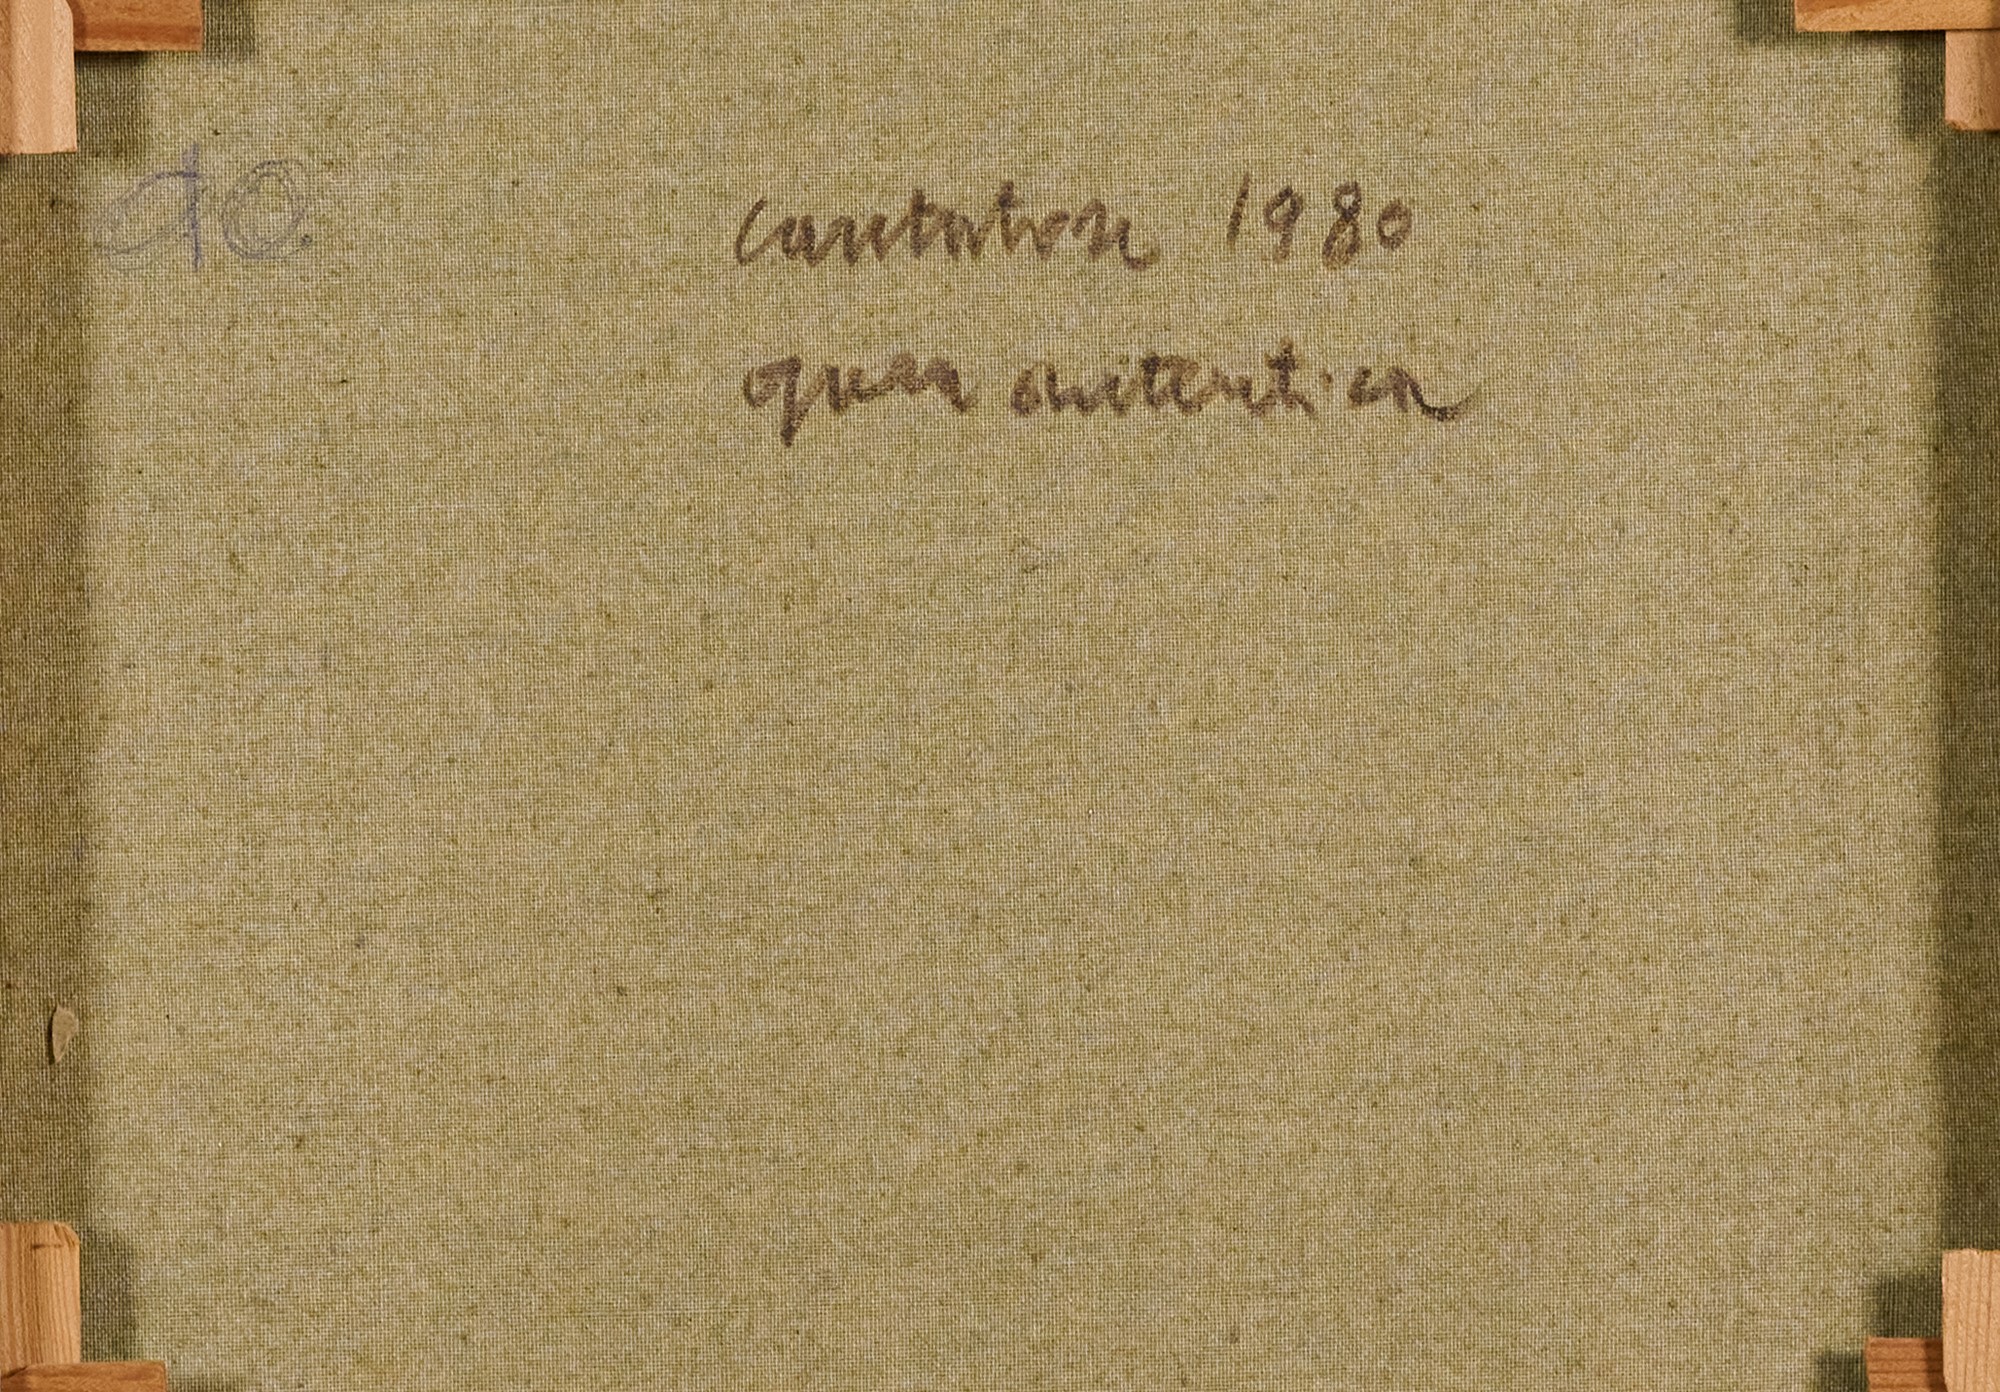 Cantatore 1980
opera autentica